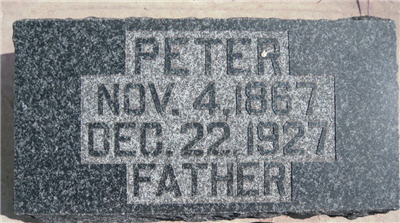 PETER
NOV. 4, 1867
DEC. 22, 1927
FATHER